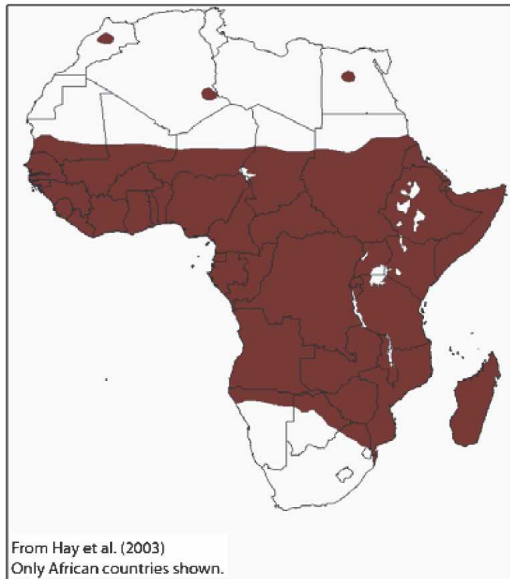 From Hay et al. (2003)
Only African countries shown.